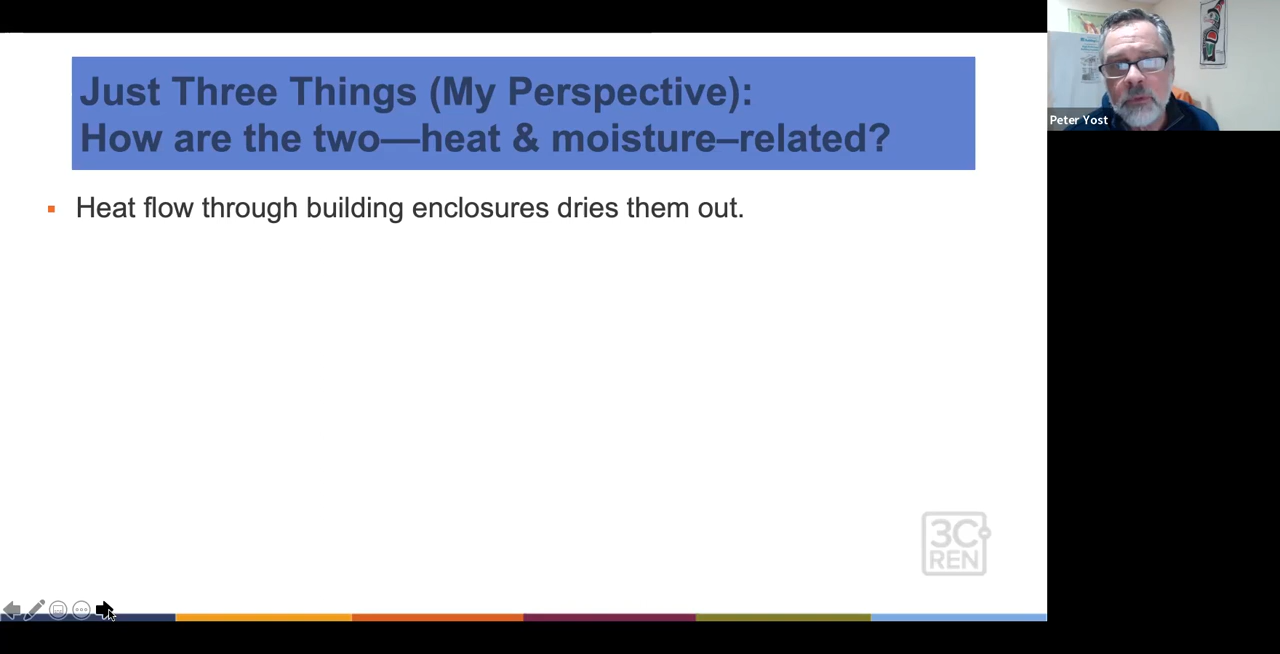 Just Three Things (My Perspective):
How are the two—heat & moisture–related?
Heat flow through building enclosures dries them out.
3C
REN
Peter Yost